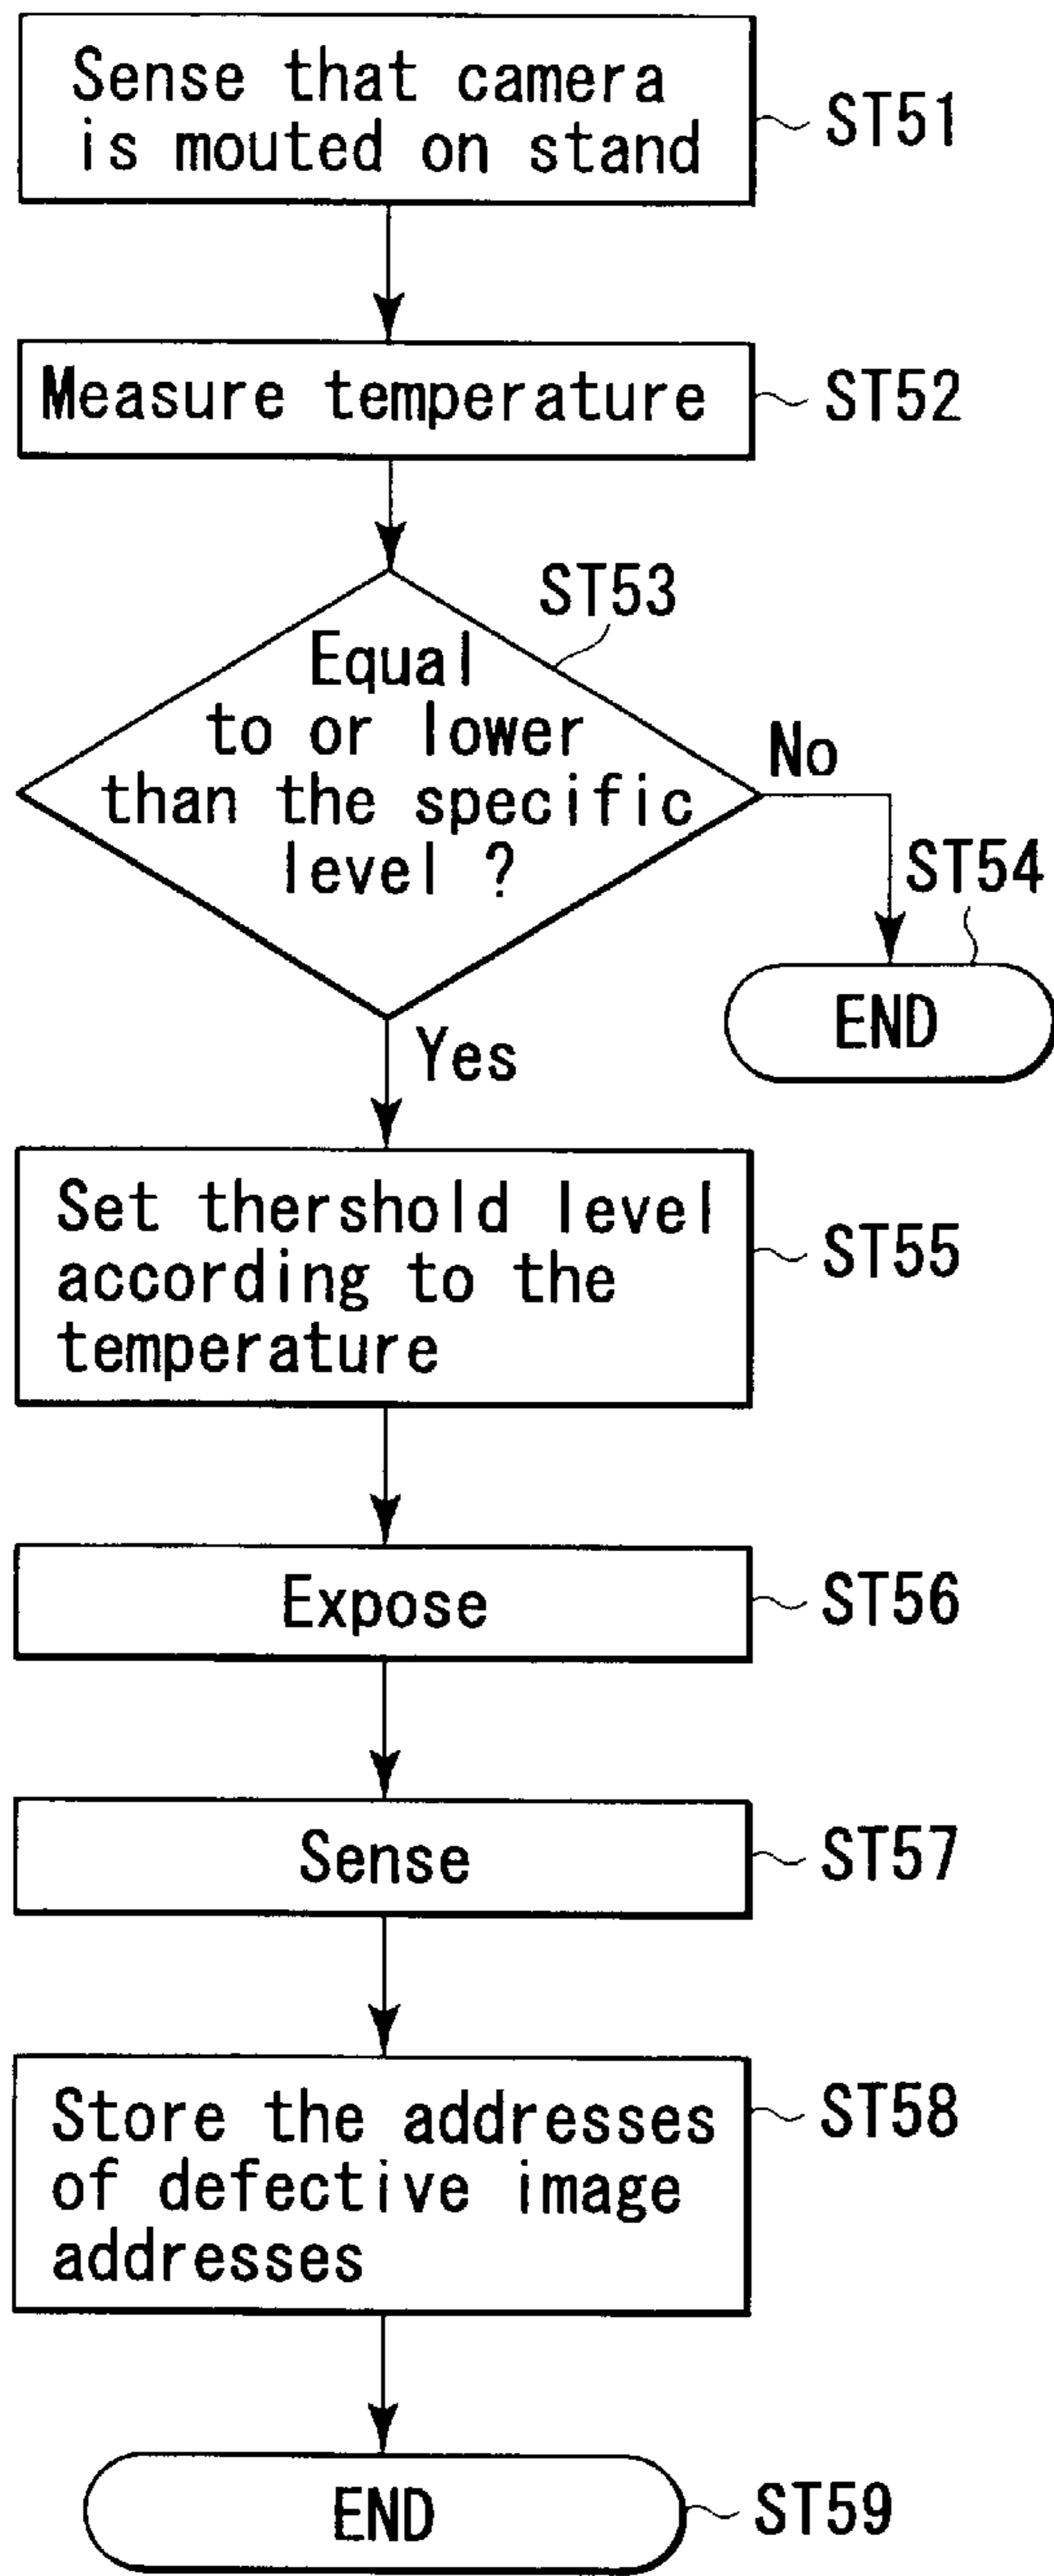 Sense that camera
is mouted on stand
ST51
Measure temperature
ST52
ST53
Equal
to or lower
than the specific
level ?
No
ST54
END
Yes
Set thershold level
according to the
temperature
ST55
Expose
ST56
Sense
ST57
Store the addresses
of defective image
addresses
ST58
END
ST59